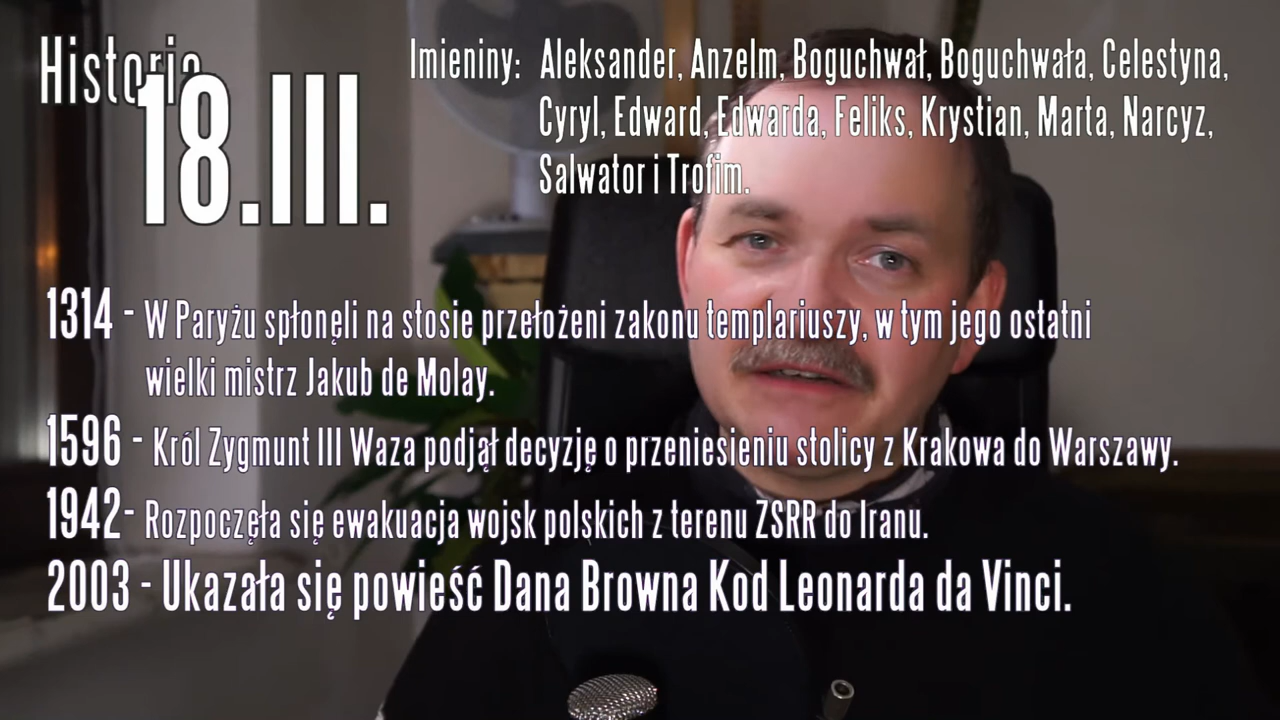 Historia
18.III.
Imieniny: Aleksander, Anzelm, Boguchwał, Boguchwała, Celestyna,
Cyryl, Edward, Edwarda, Feliks, Krystian, Marta, Narcyz,
Salwator i Trofim.
1314 - W Paryżu spłonęli na stosie przełożeni zakonu templariuszy, w tym jego ostatni
wielki mistrz Jakub de Molay.
1596 - Król Zygmunt III Waza podjął decyzję o przeniesieniu stolicy z Krakowa do Warszawy.
1942- Rozpoczęła się ewakuacja wojsk polskich z terenu ZSRR do Iranu.
2003 - Ukazała się powieść Dana Browna Kod Leonarda da Vinci.